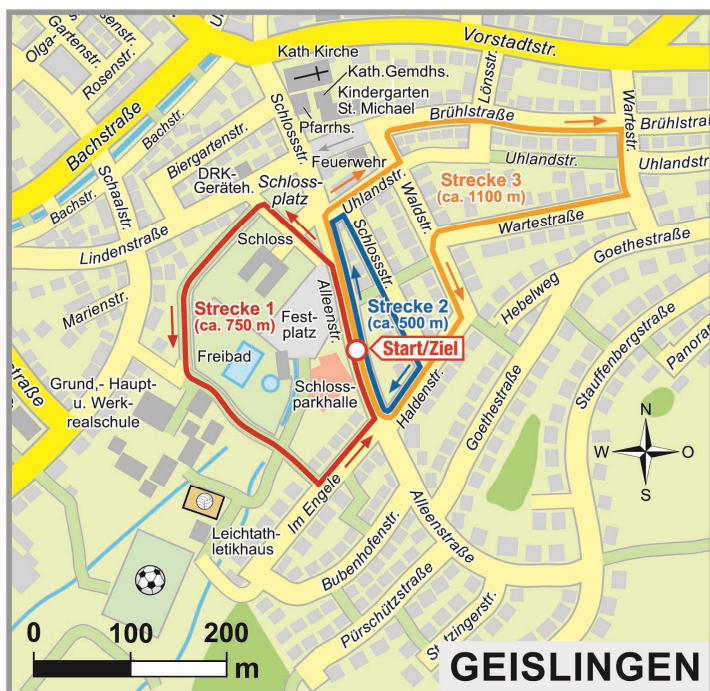 Vorstadtstr.
Olga-
Gartenstr.
Rosenstr.
Rosenstr.
Bachstraße
Bachstr.
Bachstr.
Biergartenstr.
Schaalstr.
Kath Kirche
Kath.Gemdhs.
Kindergarten
St. Michael
Pfarrhs.
Feuerwehr
Schlossstr.
Lönsstr.
Brühlstraße
Brühlstraße
Wartestr.
Uhlandstr.
Uhlandstr.
Uhlandstr.
Waldstr.
Wartestraße
DRK-
Geräteh.
Schloss-
platz
Lindenstraße
Marienstr.
Schloss
Strecke 1
(ca. 750 m)
Fest-
platz
Freibad
Alleenstr.
Schloss-
parkhalle
Schlossstr.
Strecke 2
(ca. 500 m)
Strecke 3
(ca. 1100 m)
Start/Ziel
Haldenstr.
Hebelweg
Goethestraße
Goethestraße
Stauffenbergstraße
Panora
straße
Grund,- Haupt-
u. Werk-
realschule
Leichtath-
letikhaus
Im Engele
Bubenhofenstr.
Alleenstraße
Pürschützstraße
N
W
O
S
0
100
200
m
GEISLINGEN